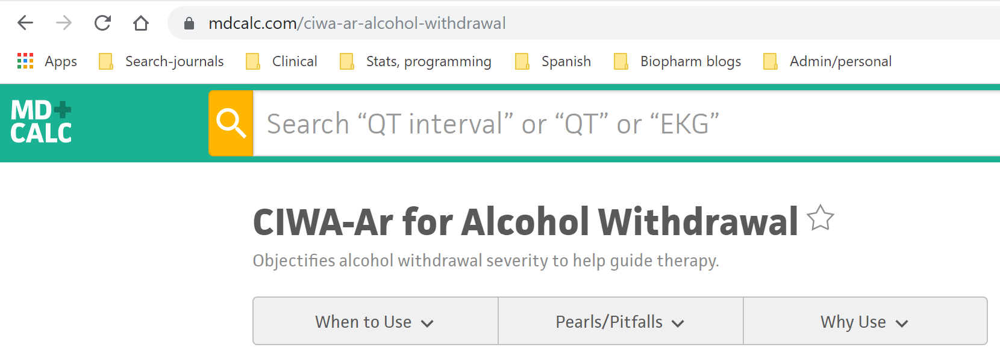 mdcalc.com/ciwa-ar-alcohol-withdrawal
Apps Search-journals Clinical Stats, programming Spanish Biopharm blogs Admin/personal
MD+
CALC
Search “QT interval” or “QT” or “EKG”
CIWA-Ar for Alcohol Withdrawal
Objectifies alcohol withdrawal severity to help guide therapy.
When to Use Pearls/Pitfalls Why Use